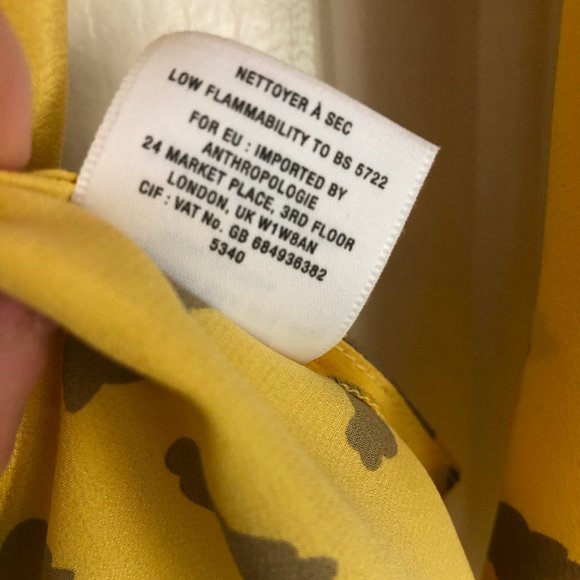 NETTOYER À SEC
LOW FLAMMABILITY TO BS 5722
FOR EU : IMPORTED BY
ANTHROPOLOGIE
24 MARKET PLACE, 3RD FLOOR
LONDON, UK W1W8AN
CIF : VAT No. GB 684936382
5340